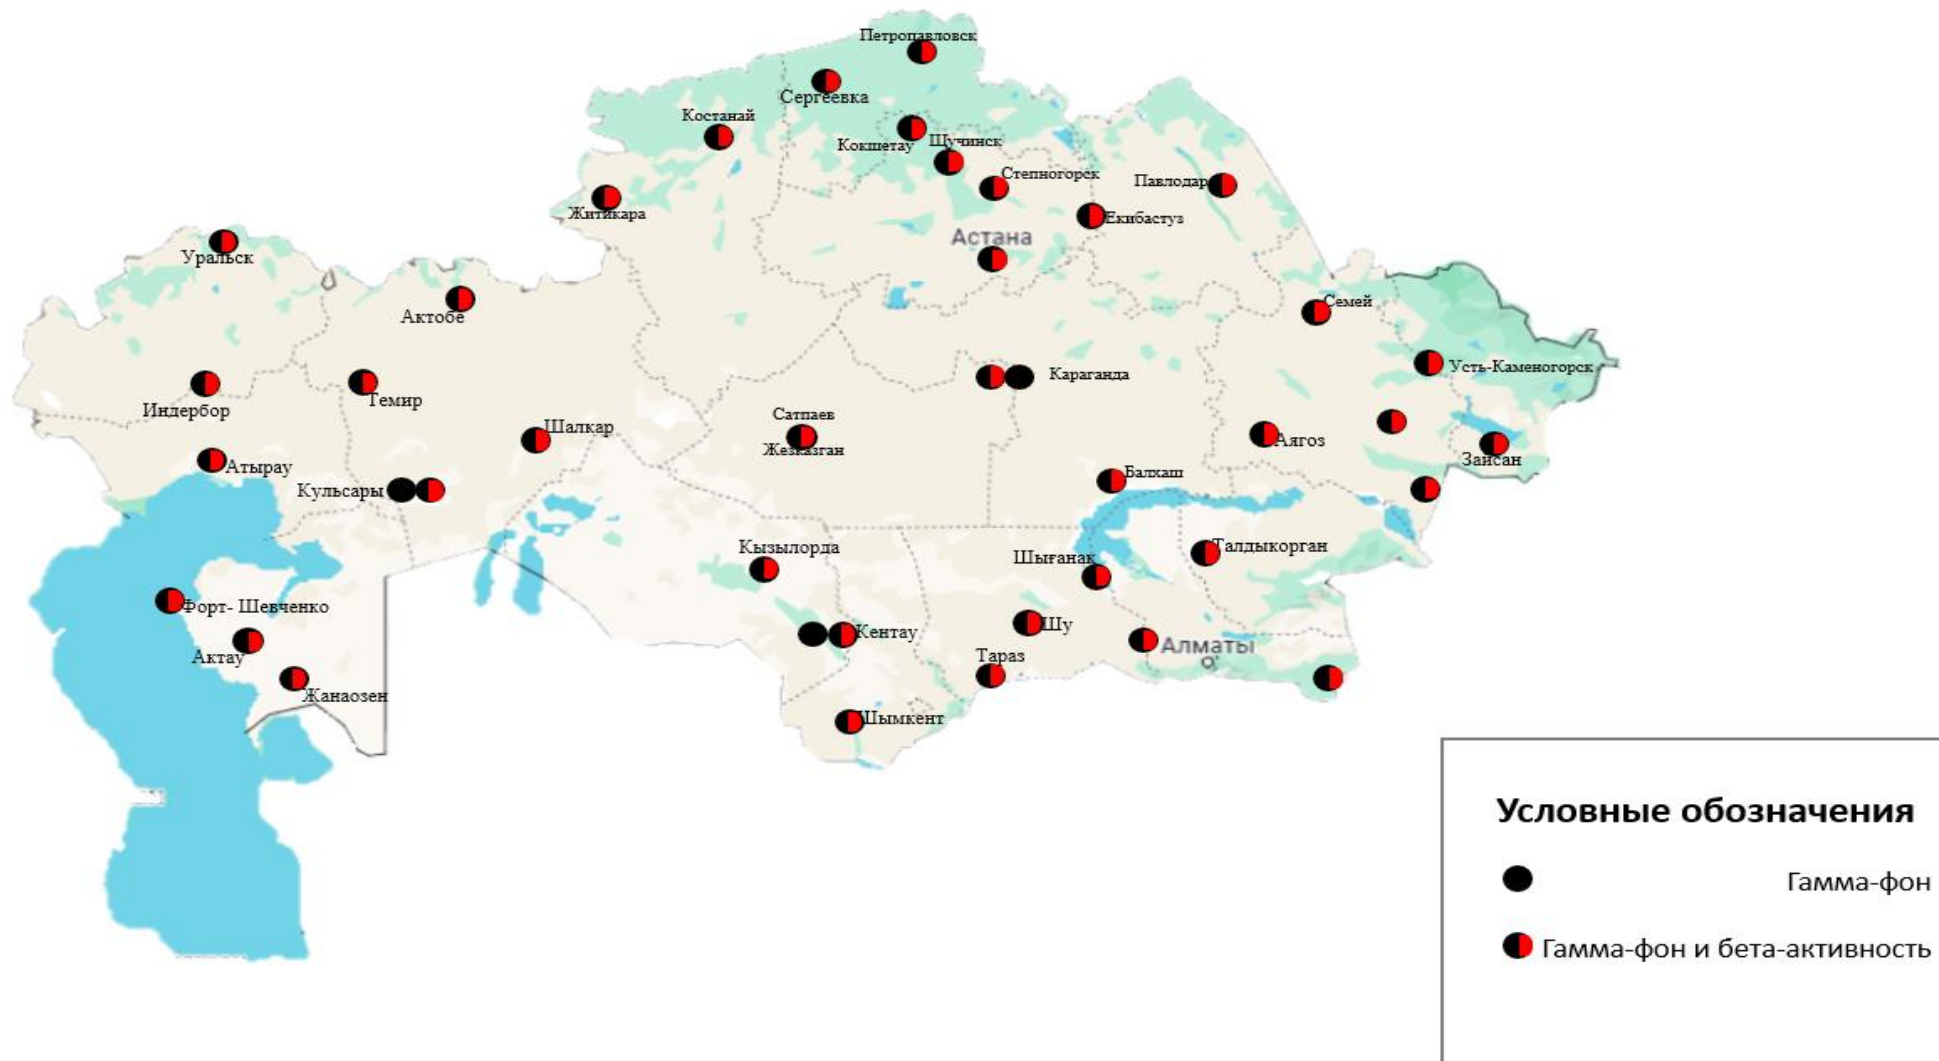 Петропавловск
Сергеевка
Костанай
Кокшетау
Щучинск
Степногорск
Павлодар
Житикара
Екибастуз
Астана
Уральск
Актобе
Семей
Усть-Каменогорск
Караганда
Индербор
Темир
Сатпаев
Жезказган
Шалкар
Аягоз
Зайсан
Атырау
Кульсары
Балхаш
Кызылорда
Шығанак
Талдыкорган
Форт- Шевченко
Кентау
Шу
Алматы
Актау
Тараз
Жанаозен
Шымкент
Условные обозначения
Гамма-фон
Гамма-фон и бета-активность